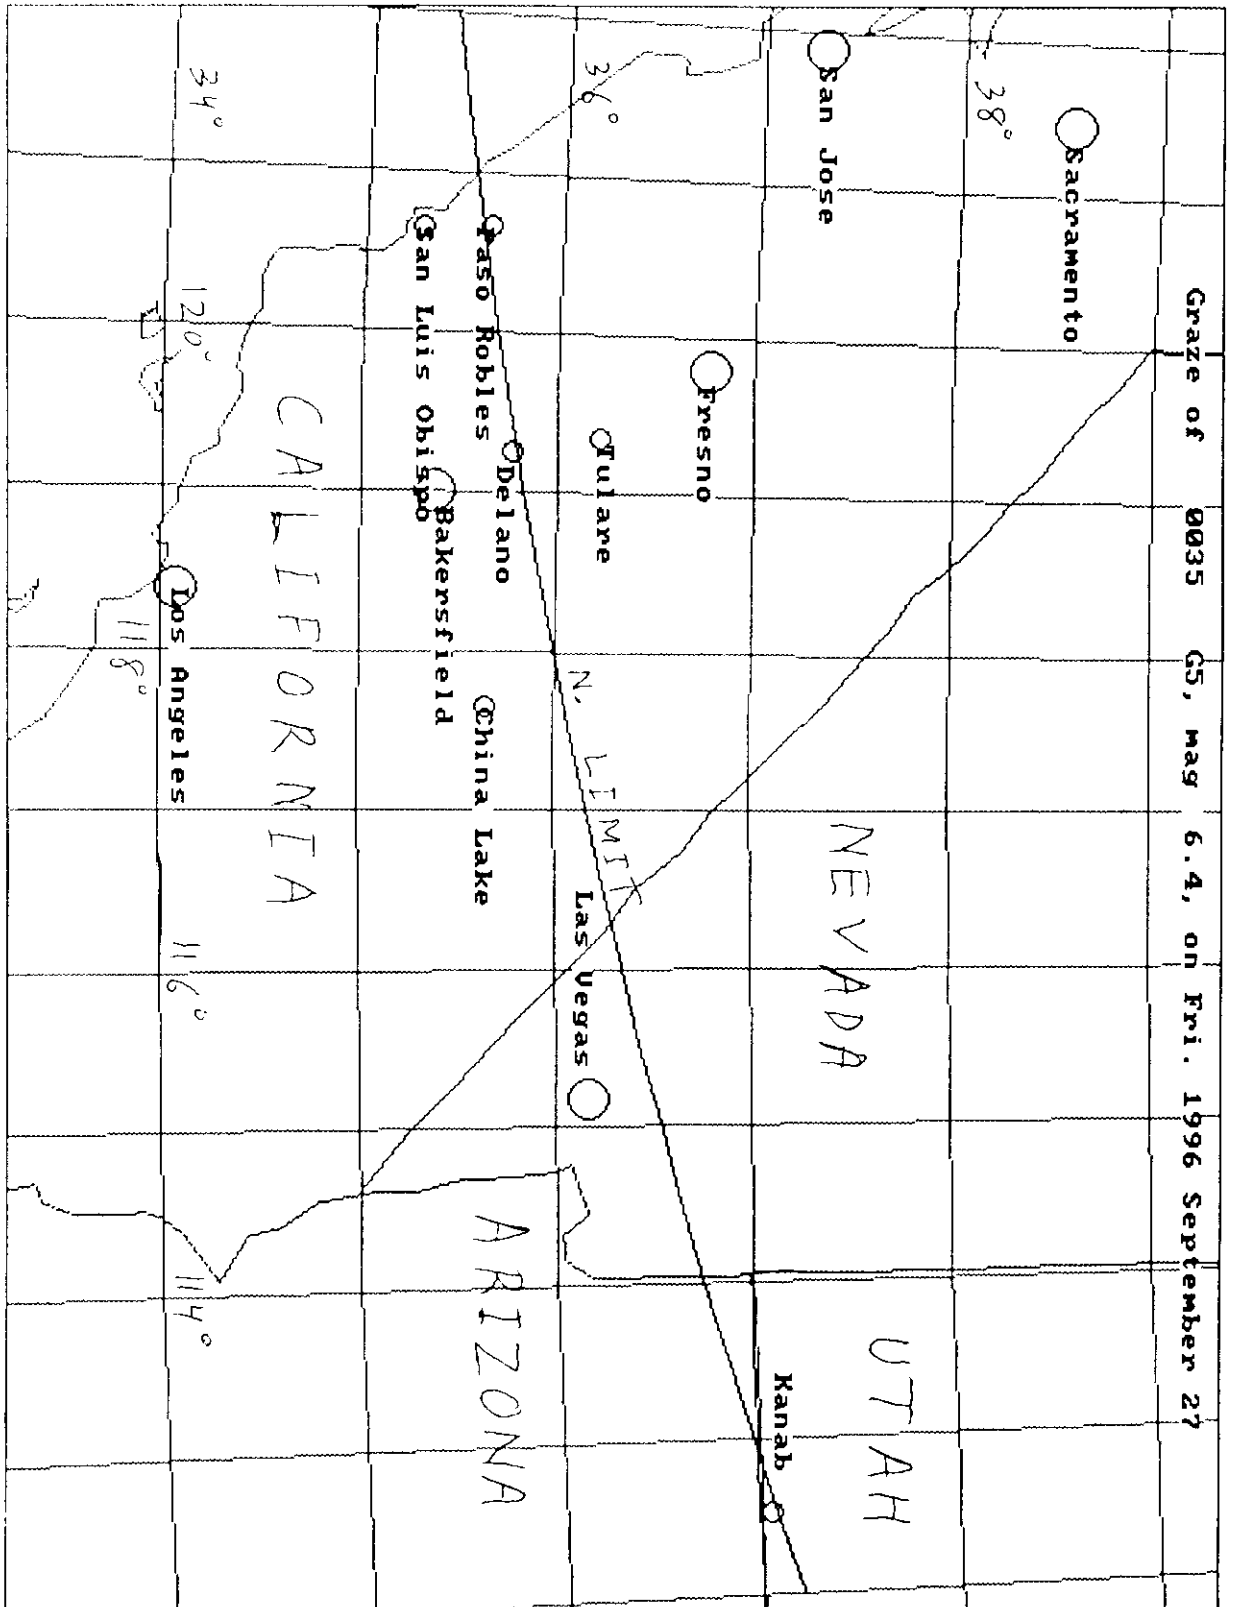 Graze of 0035 G5, mag 6.4, on Fri. 1996 September 27
Sacramento
38°
San Jose
36°
34°
Fresno
NEVADA
UTAH
Tulare
Kanab
Paso Robles
Delano
N. LIMIT
Las Vegas
San Luis Obispo
Bakersfield
China Lake
ARIZONA
CALIFORNIA
120°
Los Angeles
118°
116°
114°